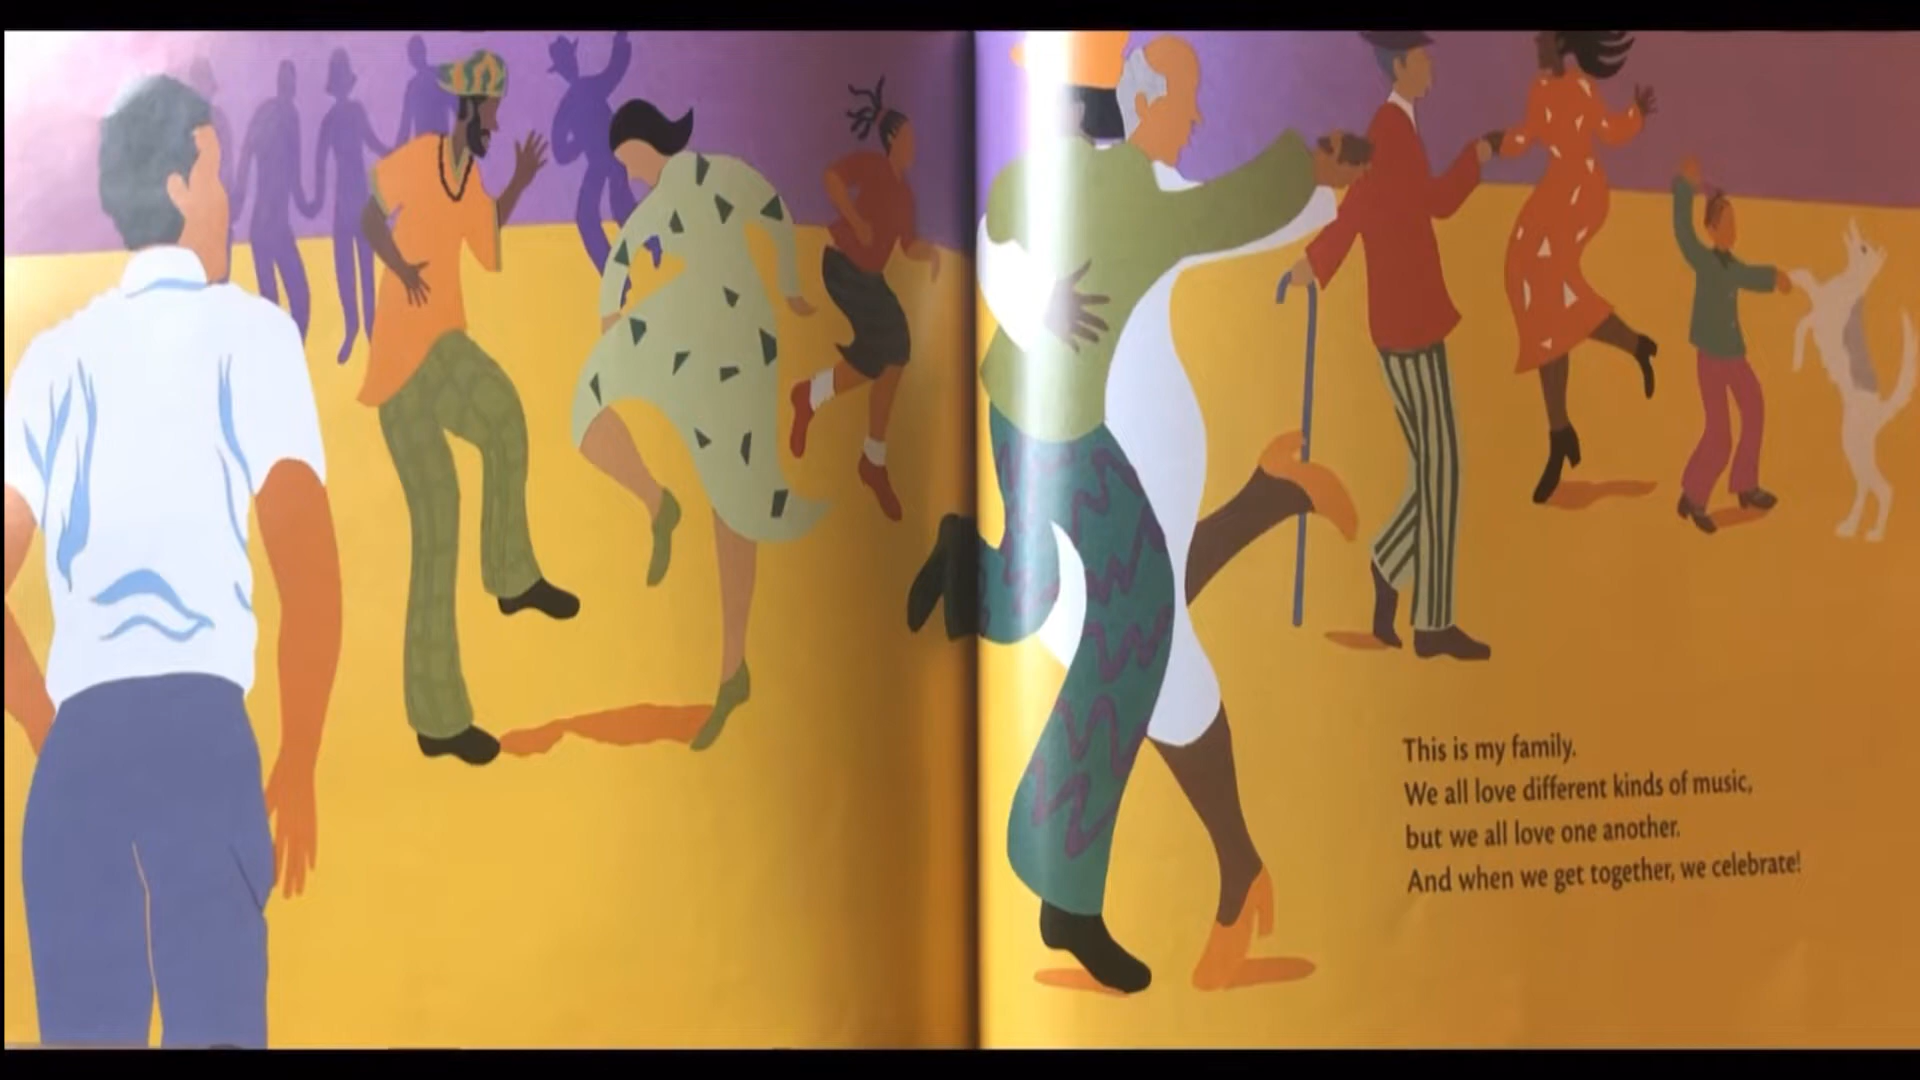 This is my family.
We all love different kinds of music,
but we all love one another.
And when we get together, we celebrate!